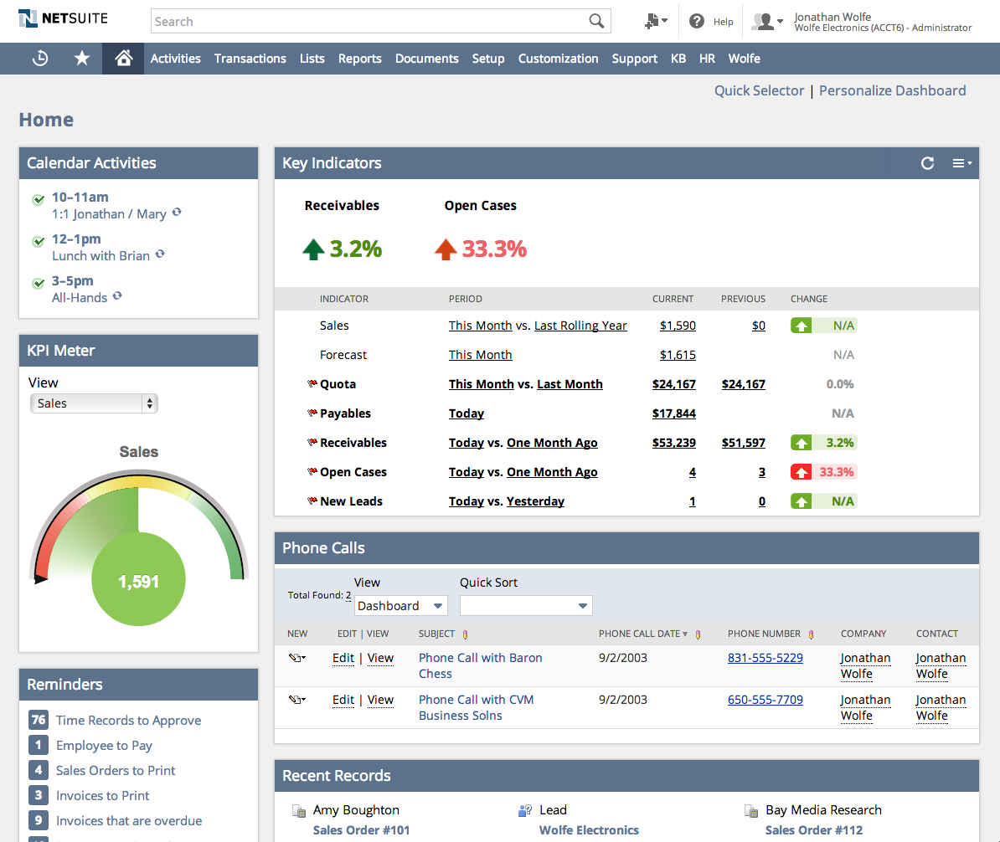 NETSUITE
Search
Help
Jonathan Wolfe
Wolfe Electronics (ACCT6) - Administrator
Activities Transactions Lists Reports Documents Setup Customization Support KB HR Wolfe
Quick Selector | Personalize Dashboard
Home
Calendar Activities
10–11am
1:1 Jonathan / Mary
12–1pm
Lunch with Brian
3–5pm
All-Hands
KPI Meter
View
Sales
Sales
1,591
Reminders
76 Time Records to Approve
1 Employee to Pay
4 Sales Orders to Print
3 Invoices to Print
9 Invoices that are overdue
Key Indicators
Receivables Open Cases
3.2% 33.3%
INDICATOR PERIOD CURRENT PREVIOUS CHANGE
Sales This Month vs. Last Rolling Year $1,590 $0 N/A
Forecast This Month $1,615 N/A
Quota This Month vs. Last Month $24,167 $24,167 0.0%
Payables Today $17,844 N/A
Receivables Today vs. One Month Ago $53,239 $51,597 3.2%
Open Cases Today vs. One Month Ago 4 3 33.3%
New Leads Today vs. Yesterday 1 0 N/A
Phone Calls
View Quick Sort
Total Found: 2 Dashboard
NEW EDIT | VIEW SUBJECT PHONE CALL DATE PHONE NUMBER COMPANY CONTACT
Edit | View Phone Call with Baron 9/2/2003 831-555-5229 Jonathan Jonathan
Chess Wolfe Wolfe
Edit | View Phone Call with CVM 9/2/2003 650-555-7709 Jonathan Jonathan
Business Solns Wolfe Wolfe
Recent Records
Amy Boughton Lead Bay Media Research
Sales Order #101 Wolfe Electronics Sales Order #112